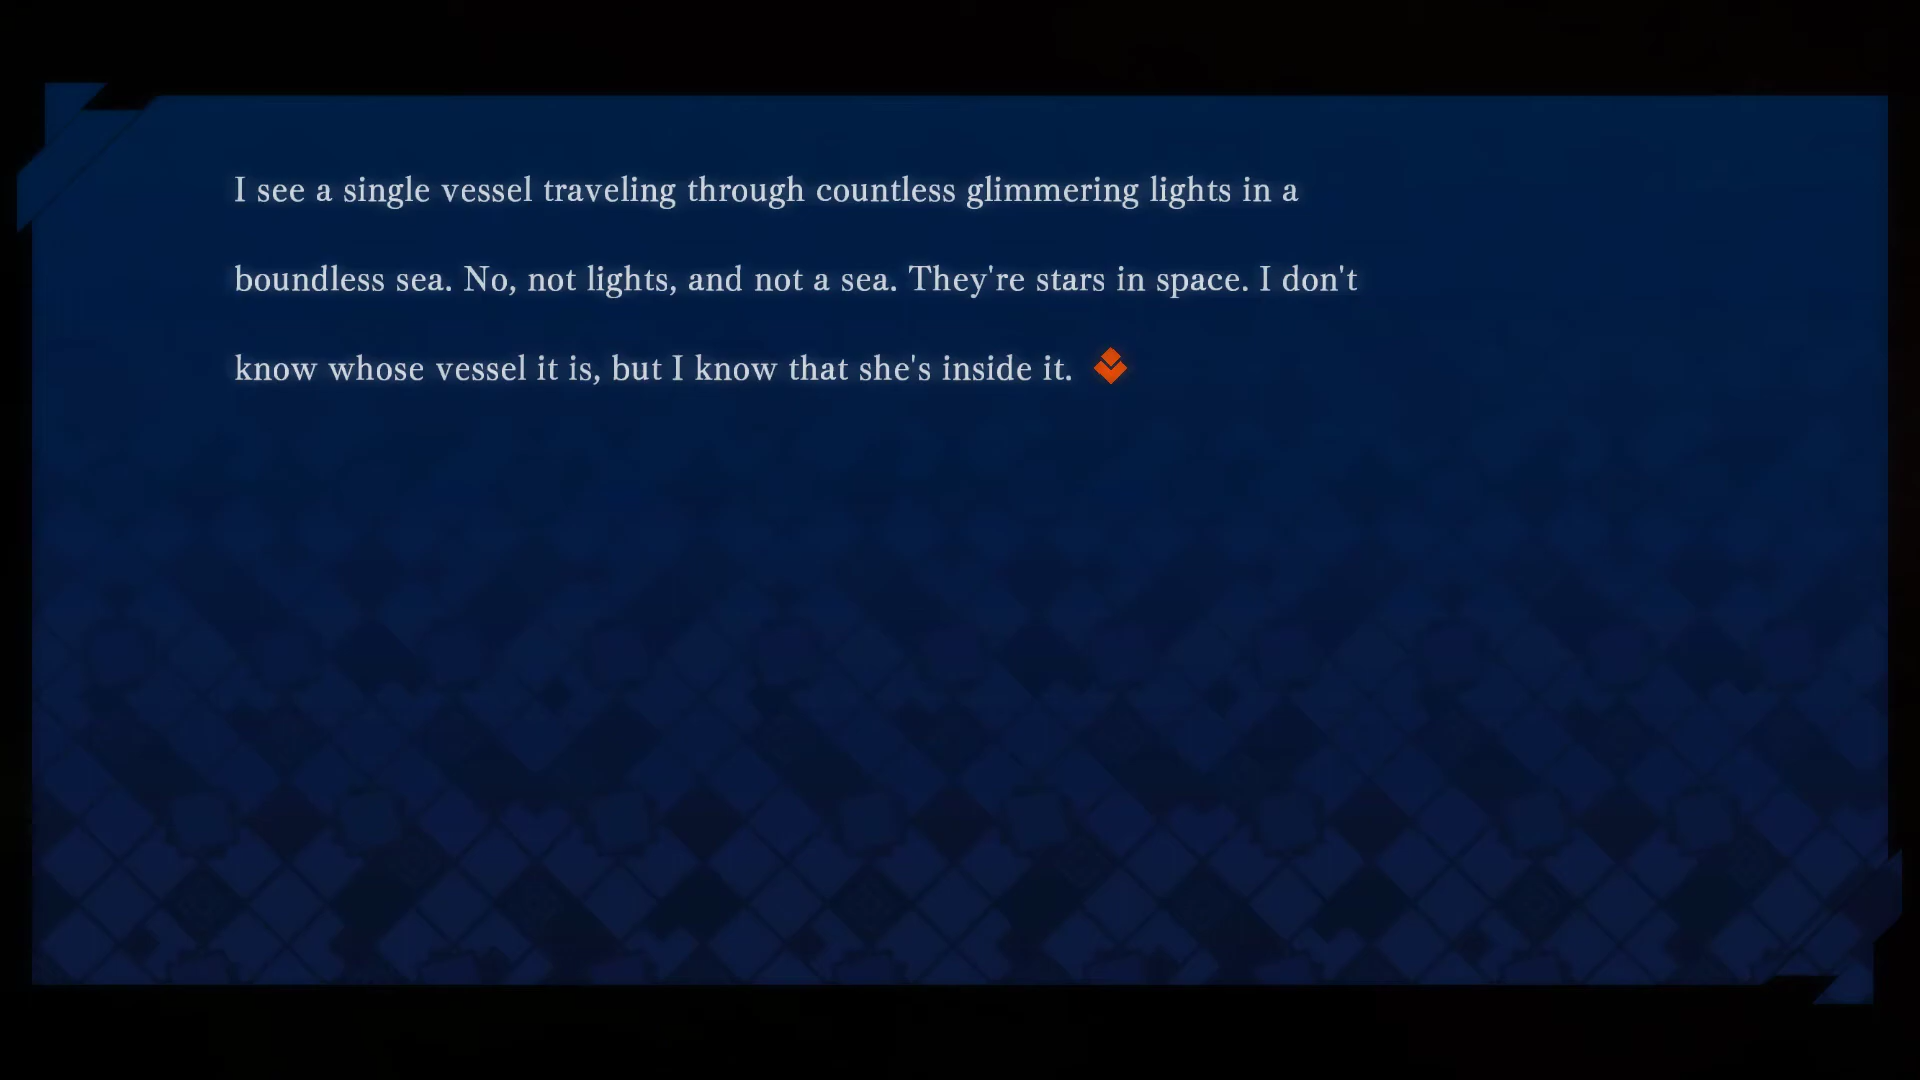 I see a single vessel traveling through countless glimmering lights in a
boundless sea. No, not lights, and not a sea. They're stars in space. I don't
know whose vessel it is, but I know that she's inside it.